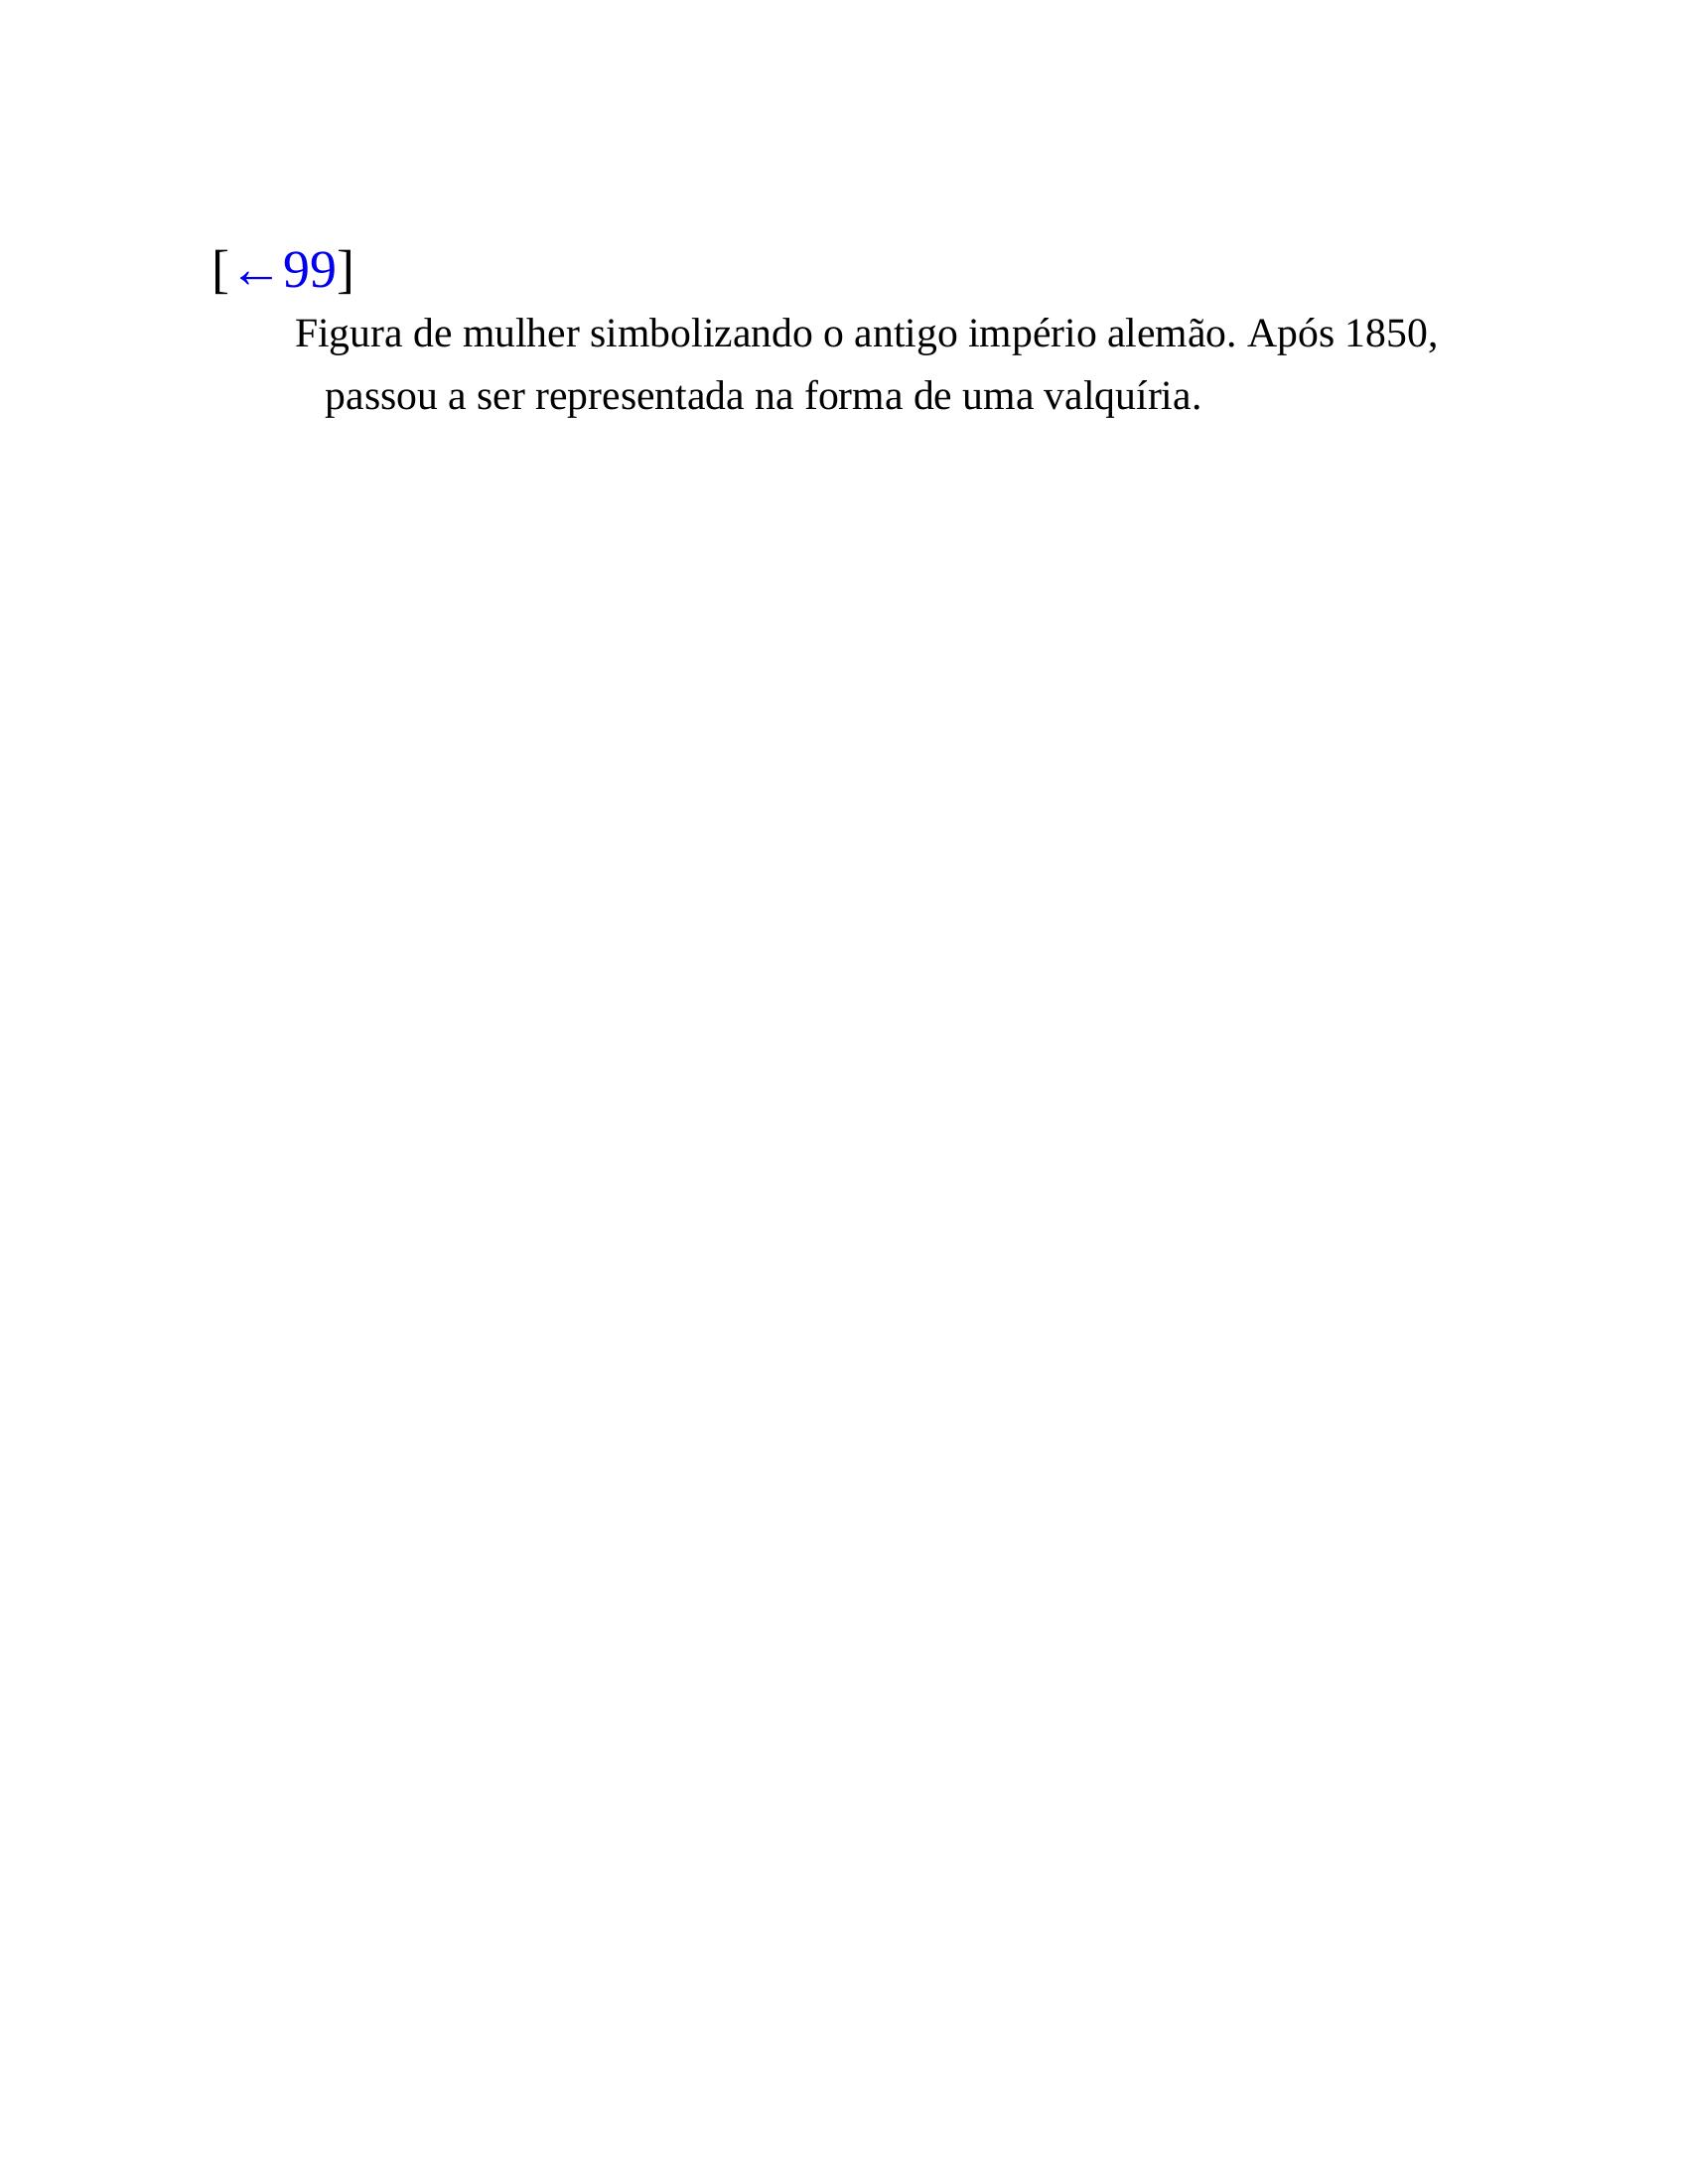 [←99]
Figura de mulher simbolizando o antigo império alemão. Após 1850,
passou a ser representada na forma de uma valquíria.